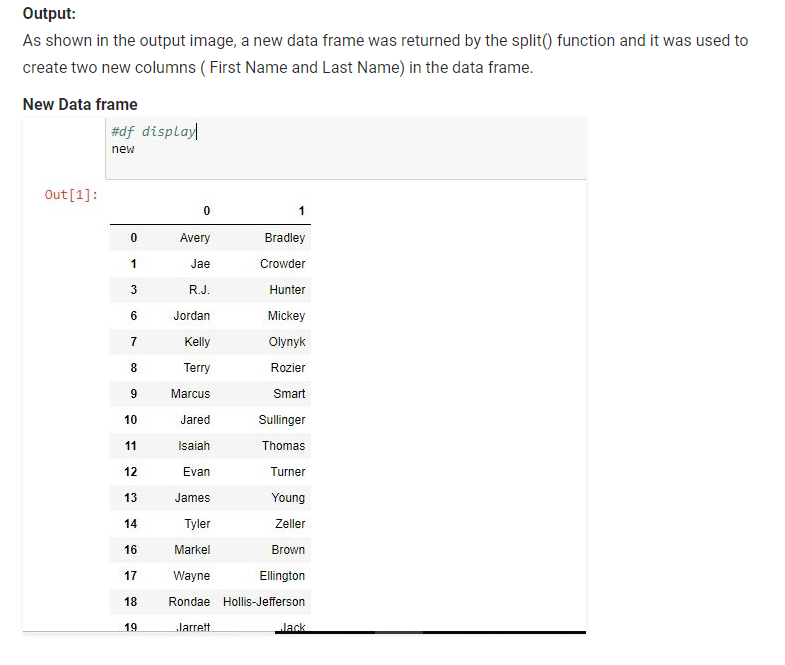 Output:
As shown in the output image, a new data frame was returned by the split() function and it was used to
create two new columns ( First Name and Last Name) in the data frame.
New Data frame
#df display
new
Out[1]:
0 1
0 Avery Bradley
1 Jae Crowder
3 R.J. Hunter
6 Jordan Mickey
7 Kelly Olynyk
8 Terry Rozier
9 Marcus Smart
10 Jared Sullinger
11 Isaiah Thomas
12 Evan Turner
13 James Young
14 Tyler Zeller
16 Markel Brown
17 Wayne Ellington
18 Rondae Hollis-Jefferson
19 Jarrett Jack